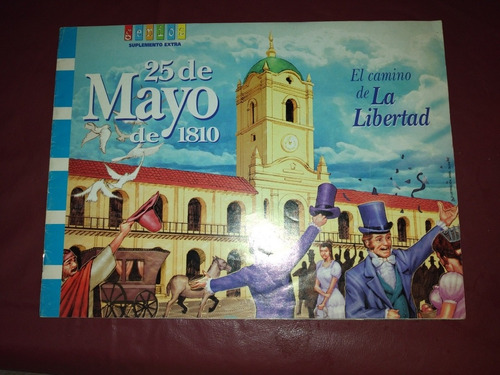 SUPLEMENTO EXTRA
25 de
Mayo
de 1810
El camino
de La
Libertad